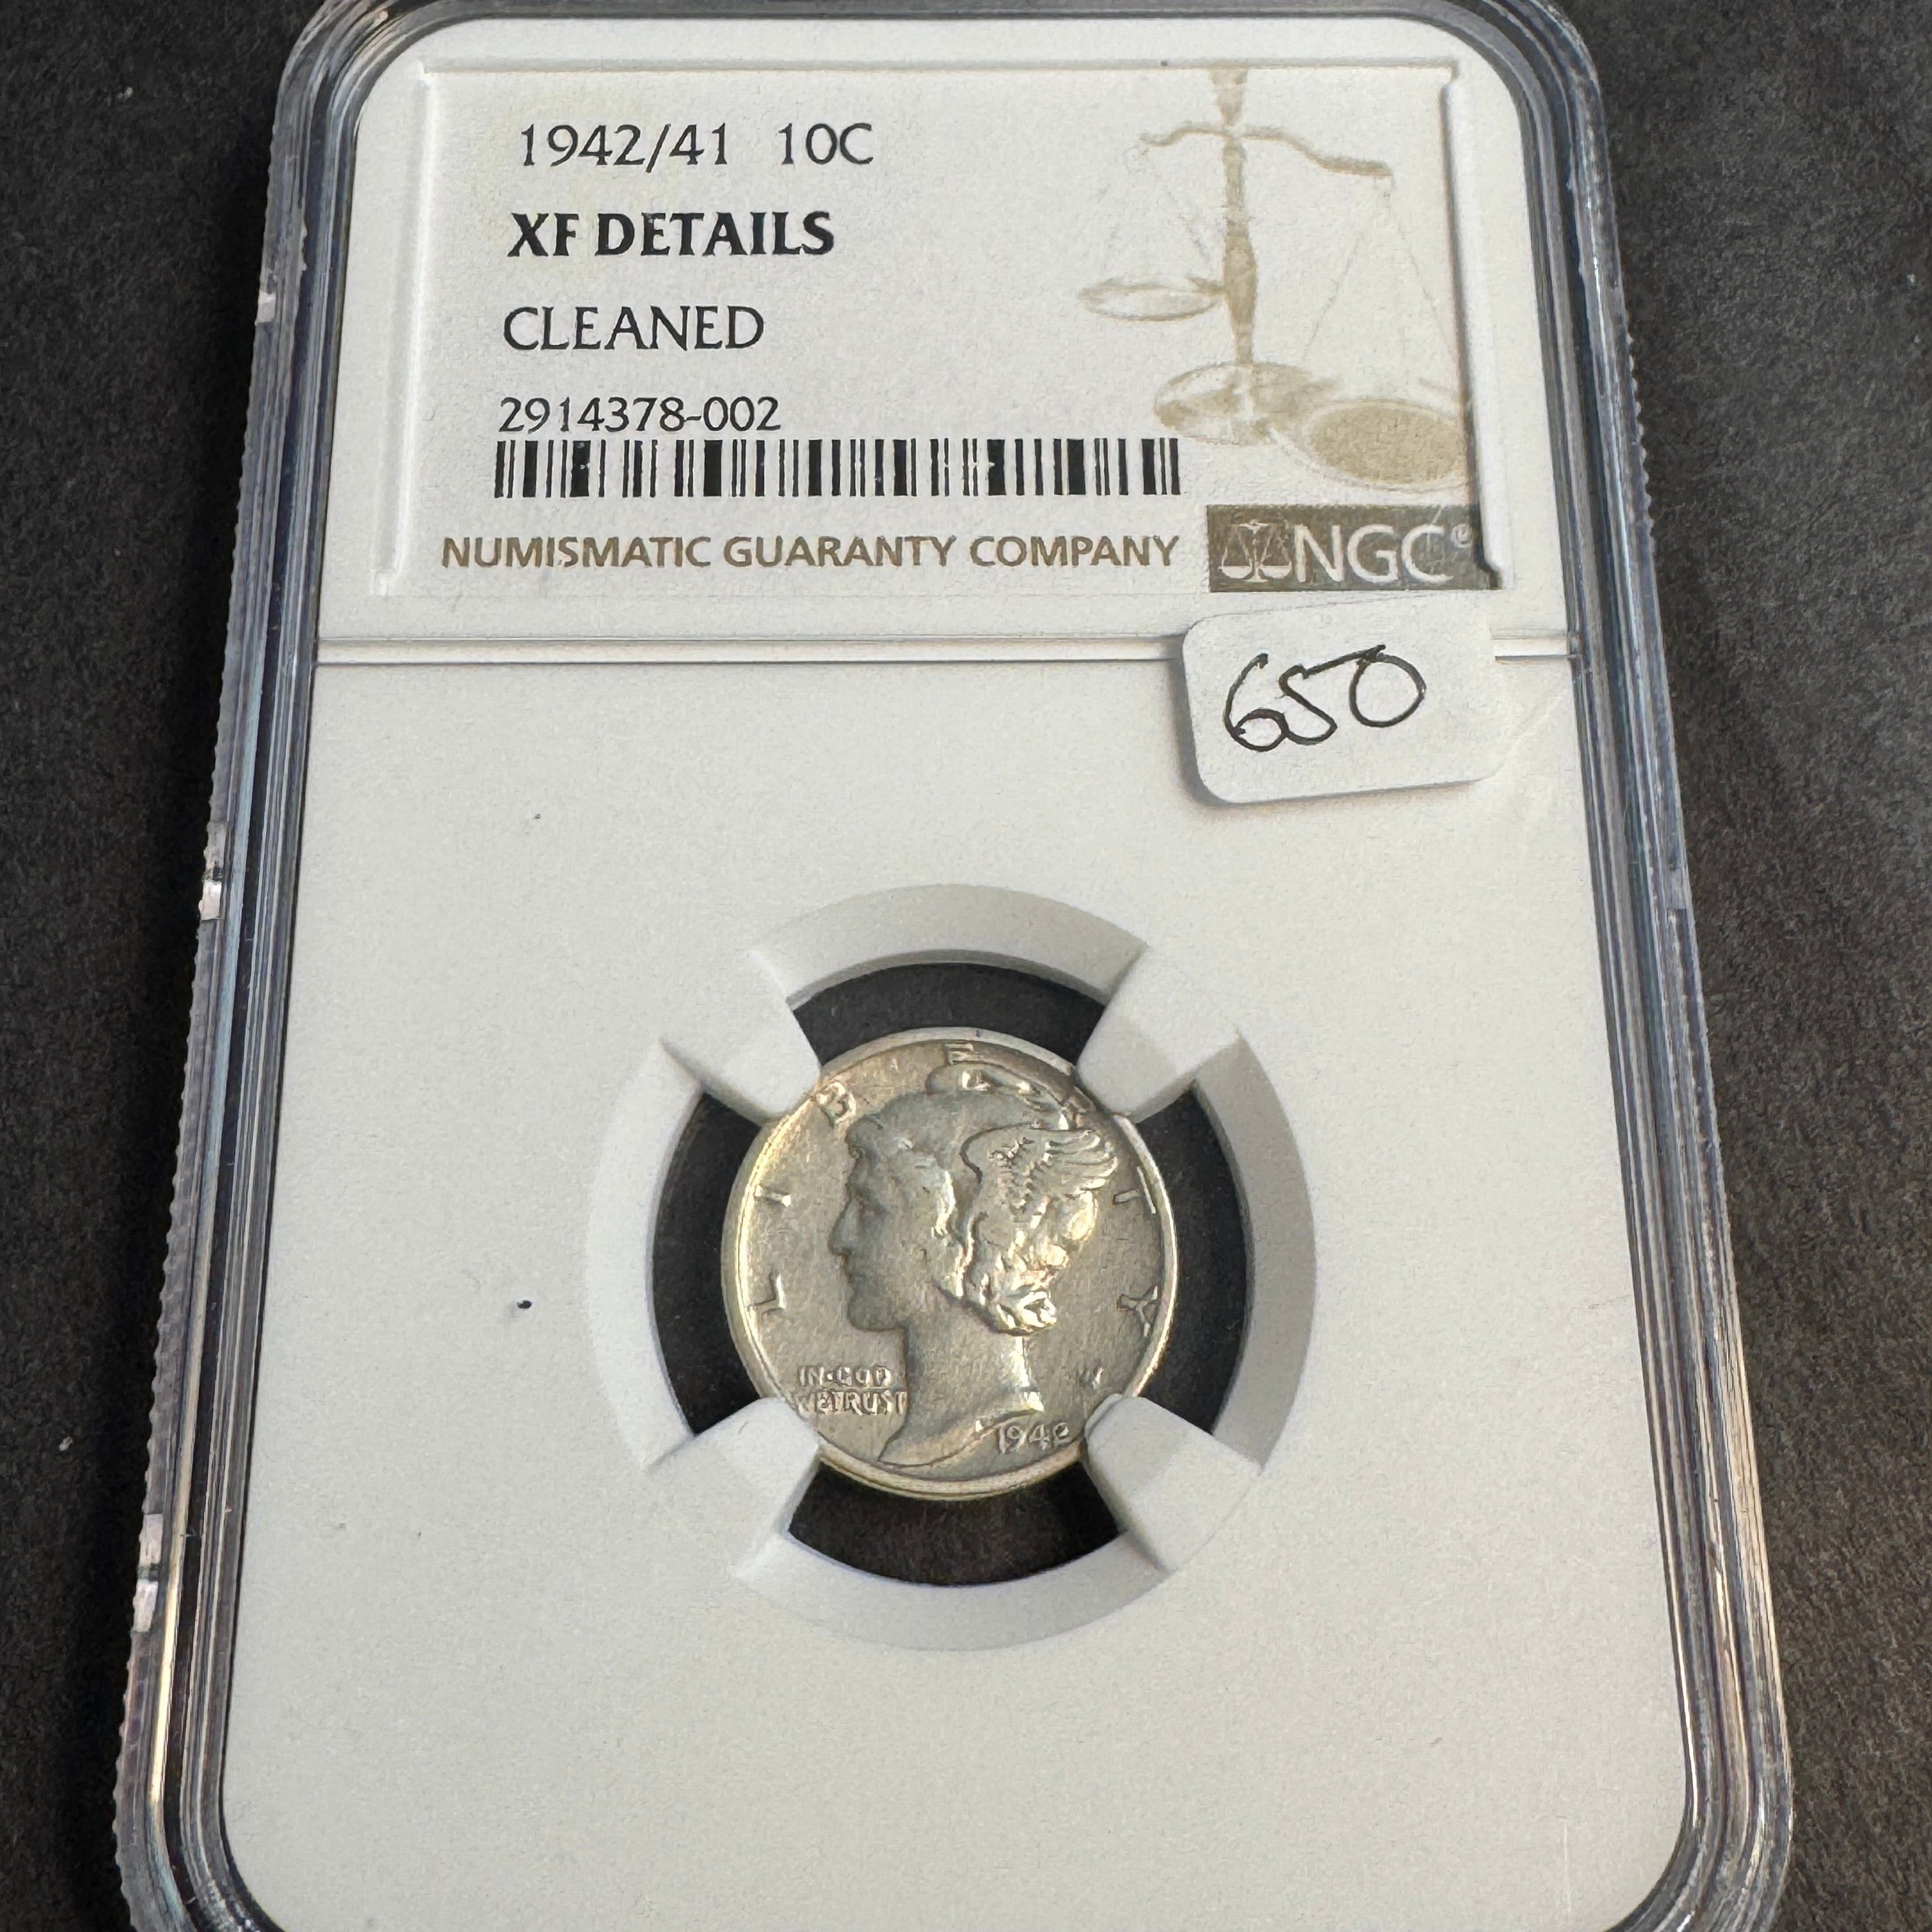 1942/41 10C
XF DETAILS
CLEANED
2914378-002
NUMISMATIC GUARANTY COMPANY
NGC®
650
LIBERTY
IN·GOD
WE TRUST
1942